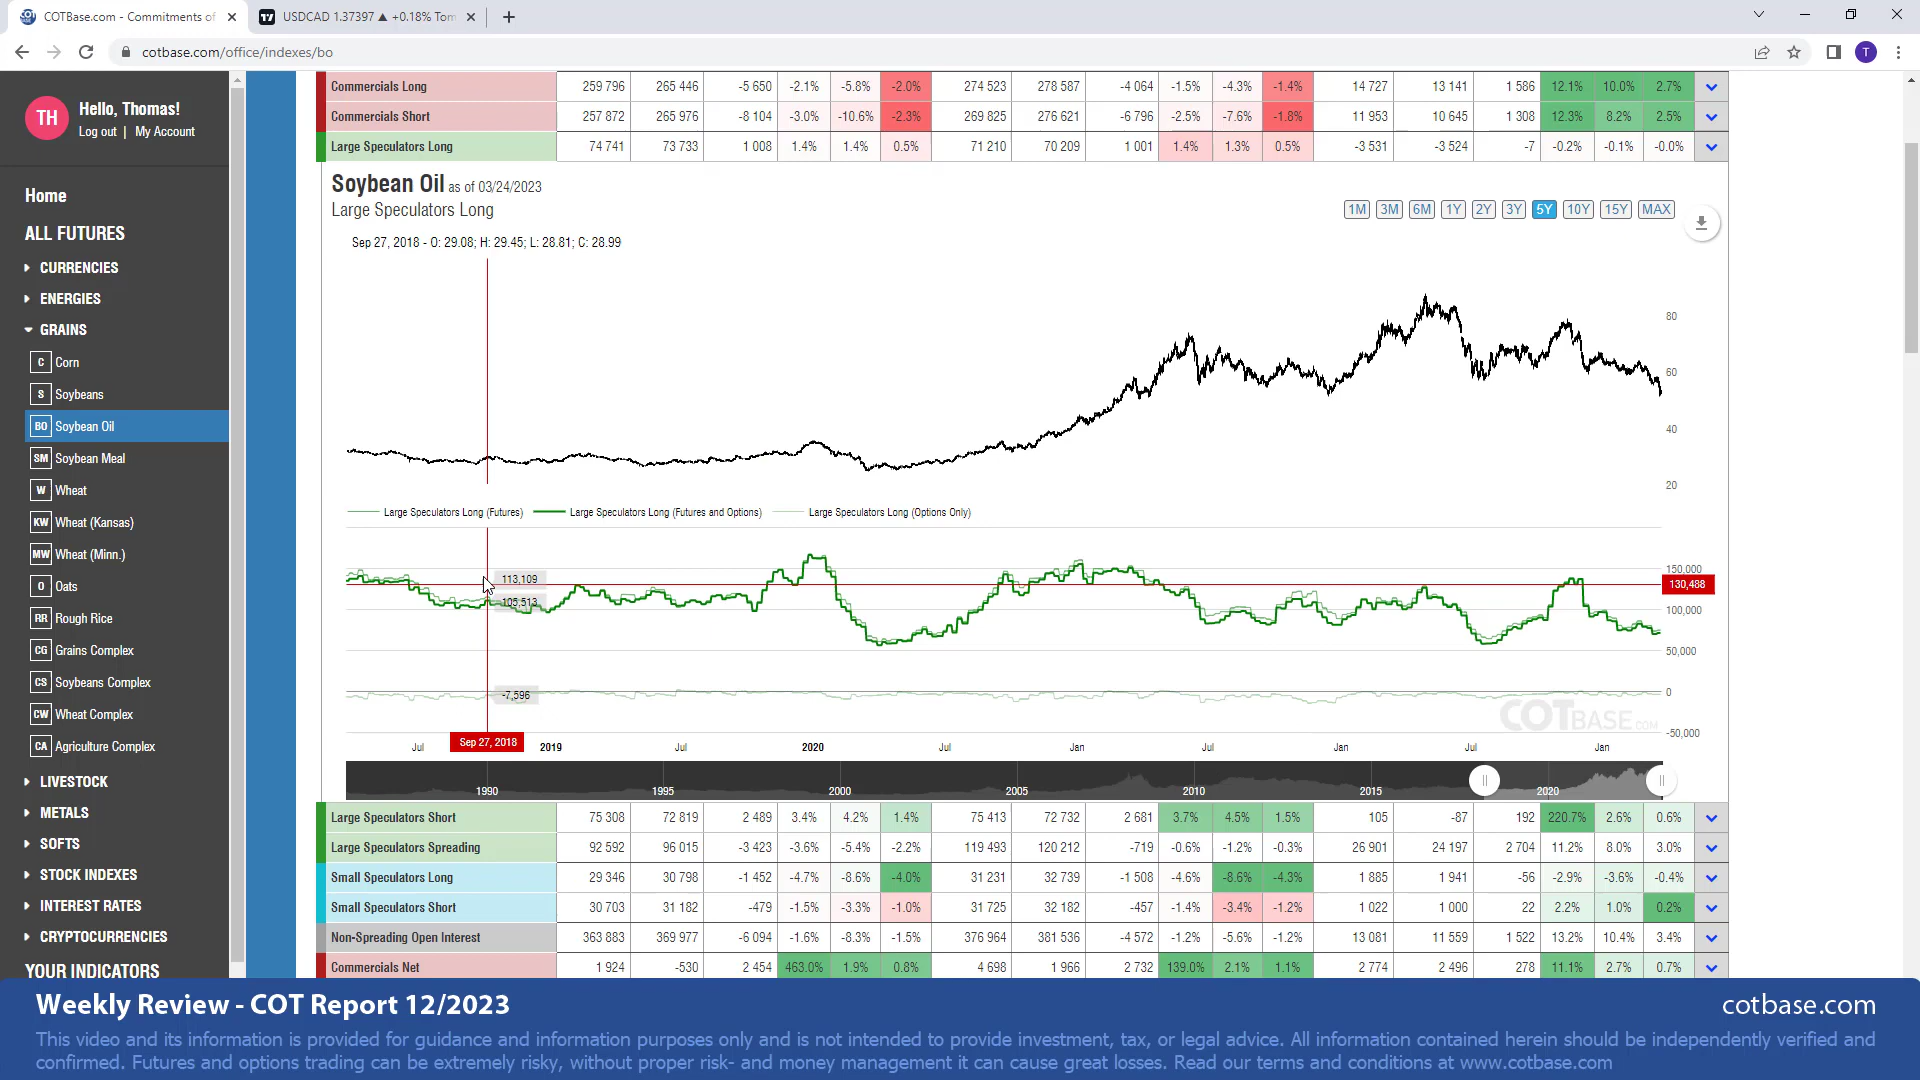 COTBase.com - Commitments of
USDCAD 1.37397 ▲ +0.18% Tom
cotbase.com/office/indexes/bo
T
TH
Hello, Thomas!
Log out | My Account
Home
ALL FUTURES
CURRENCIES
ENERGIES
GRAINS
C Corn
S Soybeans
BO Soybean Oil
SM Soybean Meal
W Wheat
KW Wheat (Kansas)
MW Wheat (Minn.)
O Oats
RR Rough Rice
CG Grains Complex
CS Soybeans Complex
CW Wheat Complex
CA Agriculture Complex
LIVESTOCK
METALS
SOFTS
STOCK INDEXES
INTEREST RATES
CRYPTOCURRENCIES
YOUR INDICATORS
Commercials Long 259 796 265 446 -5 650 -2.1% -5.8% -2.0% 274 523 278 587 -4 064 -1.5% -4.3% -1.4% 14 727 13 141 1 586 12.1% 10.0% 2.7%
Commercials Short 257 872 265 976 -8 104 -3.0% -10.6% -2.3% 269 825 276 621 -6 796 -2.5% -7.6% -1.8% 11 953 10 645 1 308 12.3% 8.2% 2.5%
Large Speculators Long 74 741 73 733 1 008 1.4% 1.4% 0.5% 71 210 70 209 1 001 1.4% 1.3% 0.5% -3 531 -3 524 -7 -0.2% -0.1% -0.0%
Soybean Oil as of 03/24/2023
Large Speculators Long
1M 3M 6M 1Y 2Y 3Y 5Y 10Y 15Y MAX
Sep 27, 2018 - O: 29.08; H: 29.45; L: 28.81; C: 28.99
80
60
40
20
Large Speculators Long (Futures) Large Speculators Long (Futures and Options) Large Speculators Long (Options Only)
150,000
113,109
130,488
105,513
100,000
50,000
-7,596
0
COTBASE.COM
-50,000
Jul Sep 27, 2018 2019 Jul 2020 Jul Jan Jul Jan Jul Jan
1990 1995 2000 2005 2010 2015 2020
Large Speculators Short 75 308 72 819 2 489 3.4% 4.2% 1.4% 75 413 72 732 2 681 3.7% 4.5% 1.5% 105 -87 192 220.7% 2.6% 0.6%
Large Speculators Spreading 92 592 96 015 -3 423 -3.6% -5.4% -2.2% 119 493 120 212 -719 -0.6% -1.2% -0.3% 26 901 24 197 2 704 11.2% 8.0% 3.0%
Small Speculators Long 29 346 30 798 -1 452 -4.7% -8.6% -4.0% 31 231 32 739 -1 508 -4.6% -8.6% -4.3% 1 885 1 941 -56 -2.9% -3.6% -0.4%
Small Speculators Short 30 703 31 182 -479 -1.5% -3.3% -1.0% 31 725 32 182 -457 -1.4% -3.4% -1.2% 1 022 1 000 22 2.2% 1.0% 0.2%
Non-Spreading Open Interest 363 883 369 977 -6 094 -1.6% -8.3% -1.5% 376 964 381 536 -4 572 -1.2% -5.6% -1.2% 13 081 11 559 1 522 13.2% 10.4% 3.4%
Commercials Net 1 924 -530 2 454 463.0% 1.9% 0.8% 4 698 1 966 2 732 139.0% 2.1% 1.1% 2 774 2 496 278 11.1% 2.7% 0.7%
Weekly Review - COT Report 12/2023
cotbase.com
This video and its information is provided for guidance and information purposes only and is not intended to provide investment, tax, or legal advice. All information contained herein should be independently verified and
confirmed. Futures and options trading can be extremely risky, without proper risk- and money management it can cause great losses. Read our terms and conditions at www.cotbase.com